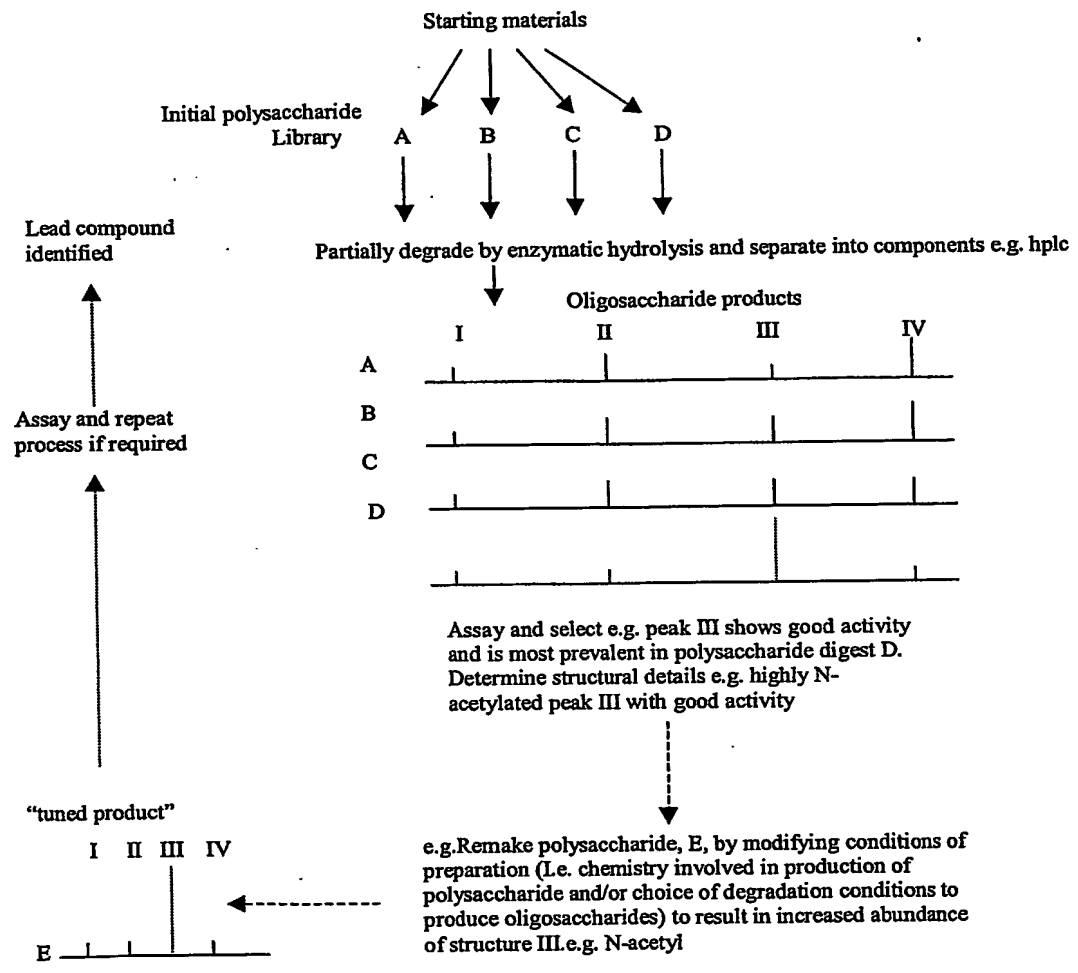 Starting materials
Initial polysaccharide
Library
A B C D
Lead compound
identified
Partially degrade by enzymatic hydrolysis and separate into components e.g. hplc
Oligosaccharide products
I II III IV
A
B
C
D
Assay and repeat
process if required
Assay and select e.g. peak III shows good activity
and is most prevalent in polysaccharide digest D.
Determine structural details e.g. highly N-
acetylated peak III with good activity
"tuned product"
I II III IV
E
e.g.Remake polysaccharide, E, by modifying conditions of
preparation (I.e. chemistry involved in production of
polysaccharide and/or choice of degradation conditions to
produce oligosaccharides) to result in increased abundance
of structure III.e.g. N-acetyl